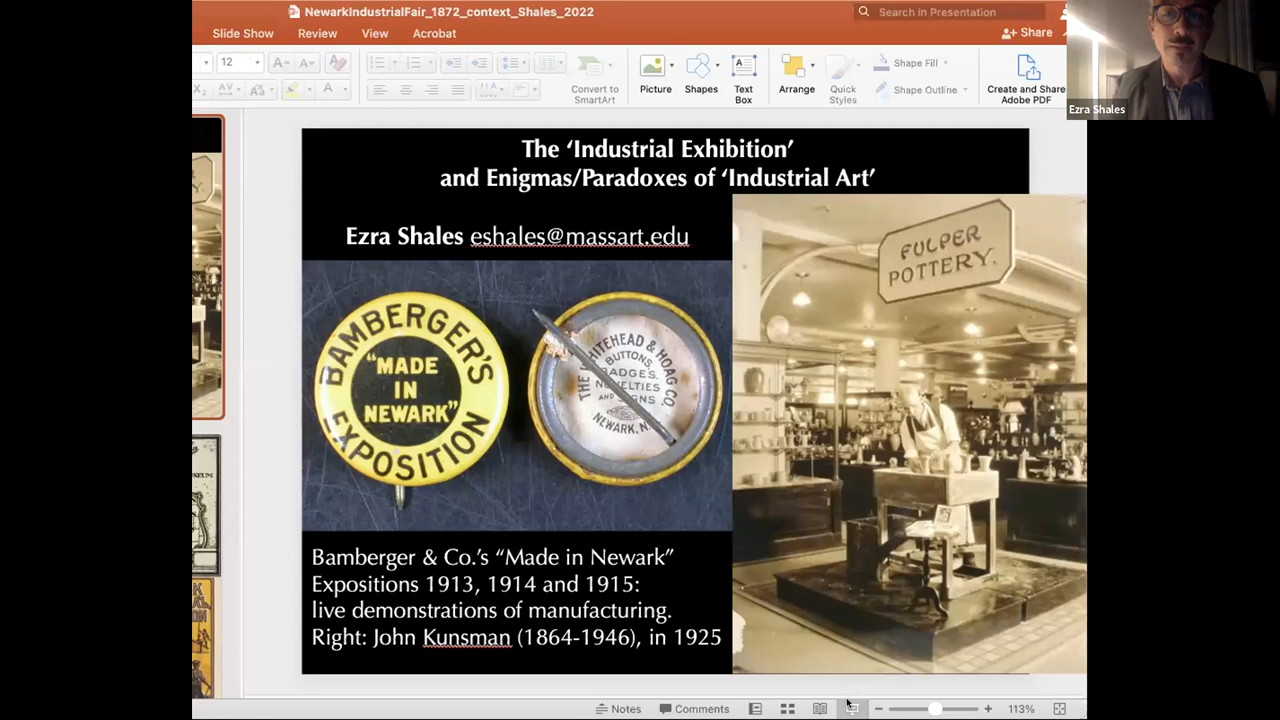 NewarkIndustrialFair_1872_context_Shales_2022
Search in Presentation
Slide Show Review View Acrobat
Share
12
Convert to
SmartArt
Picture
Shapes
Text
Box
Arrange
Quick
Styles
Shape Fill
Shape Outline
Create and Share
Adobe PDF
Ezra Shales
The ‘Industrial Exhibition’
and Enigmas/Paradoxes of ‘Industrial Art’
Ezra Shales eshales@massart.edu
BAMBERGER'S
"MADE
IN
NEWARK"
EXPOSITION
THE WHITEHEAD & HOAG CO.
BUTTONS,
BADGES,
NOVELTIES
AND SIGNS
NEWARK, N.
FULPER
POTTERY.
Bamberger & Co.’s “Made in Newark”
Expositions 1913, 1914 and 1915:
live demonstrations of manufacturing.
Right: John Kunsman (1864-1946), in 1925
Notes
Comments
113%